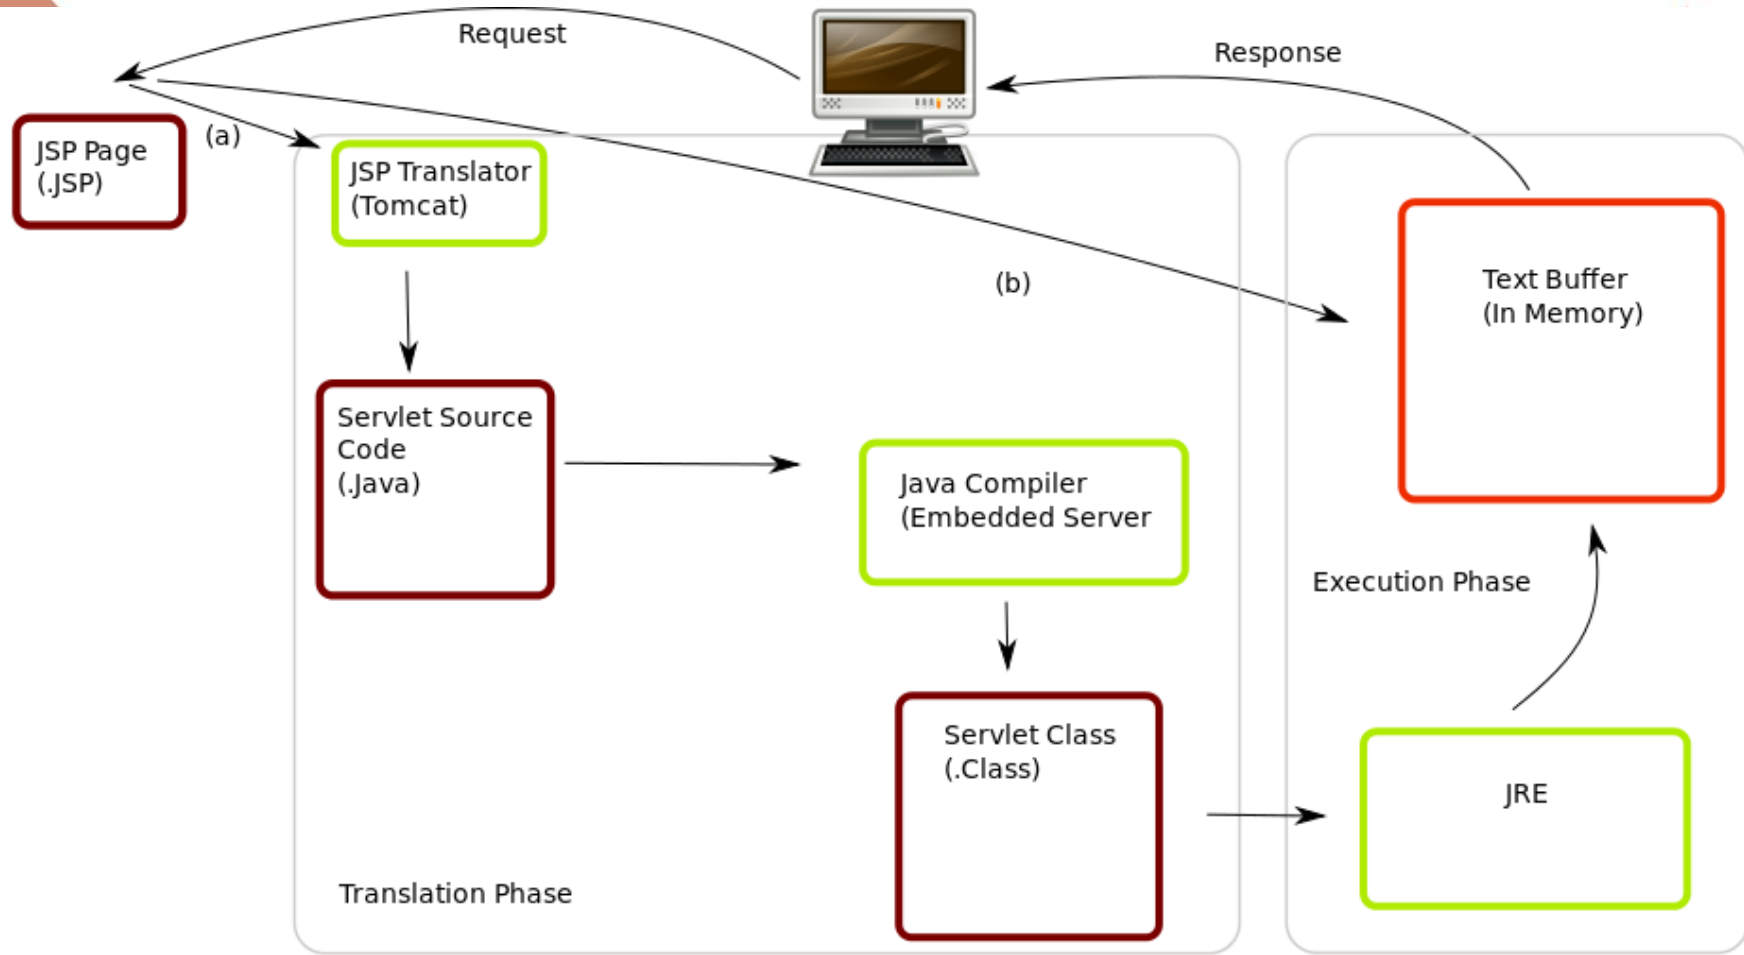 Request
Response
JSP Page
(.JSP)
(a)
JSP Translator
(Tomcat)
(b)
Text Buffer
(In Memory)
Servlet Source
Code
(.Java)
Java Compiler
(Embedded Server
Execution Phase
Servlet Class
(.Class)
JRE
Translation Phase